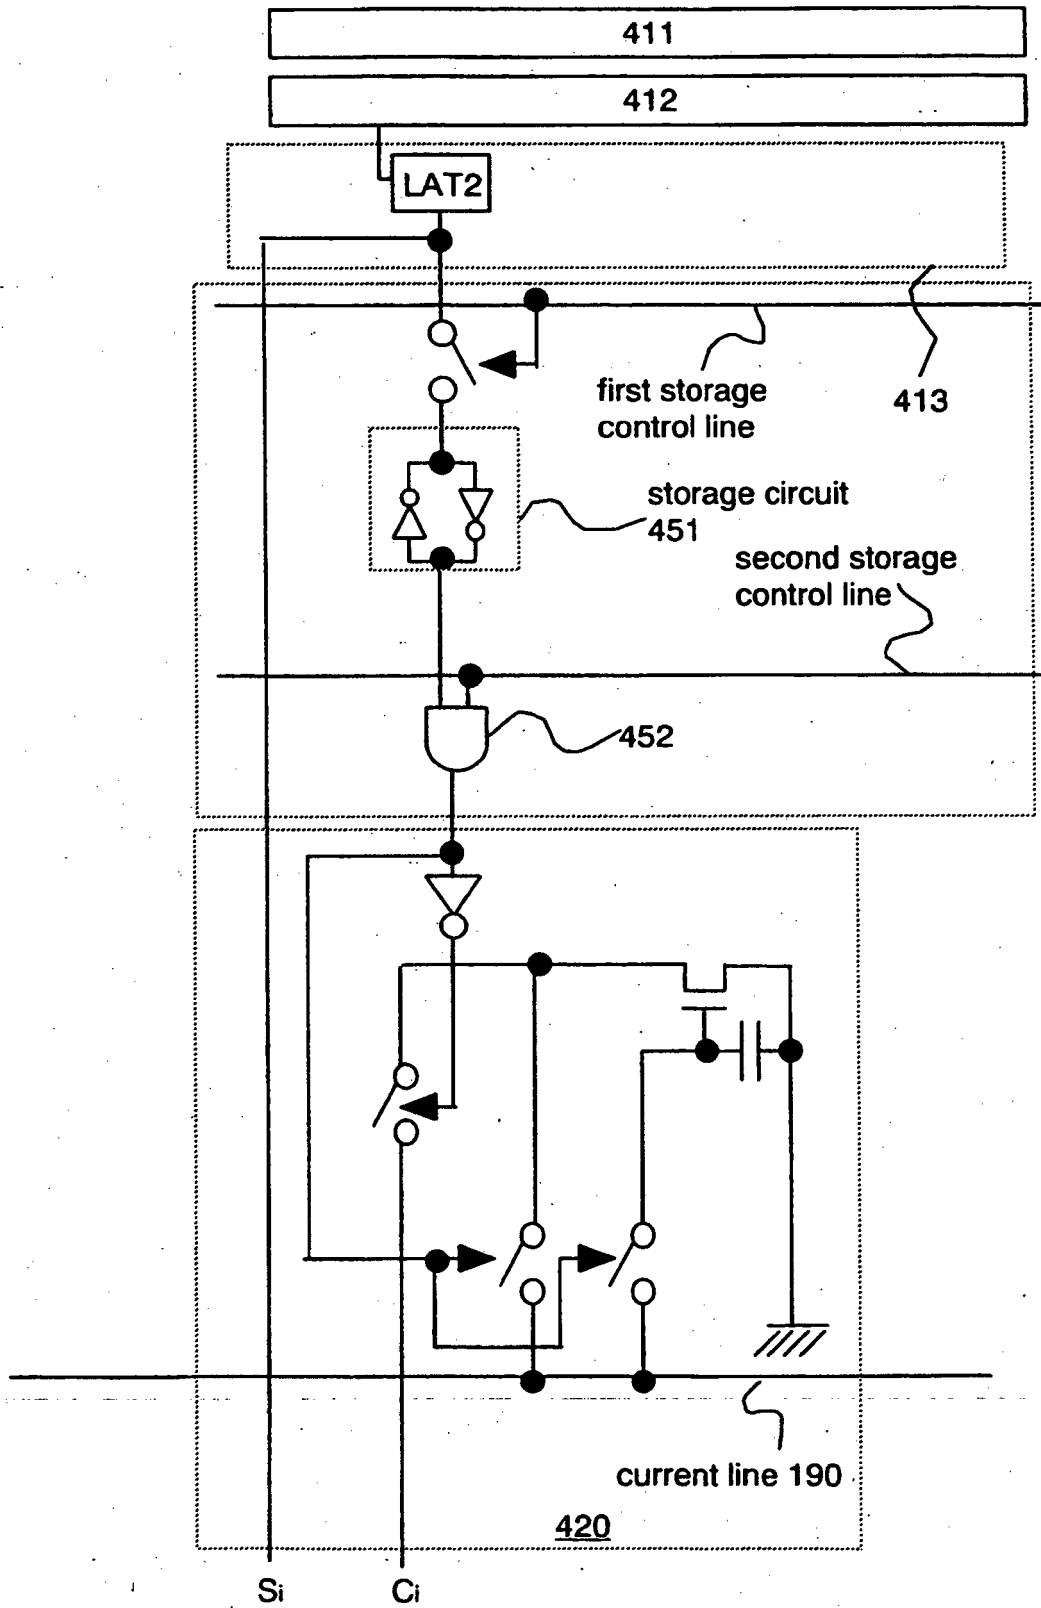 411
412
LAT2
first storage
control line
413
storage circuit
451
second storage
control line
452
current line 190
420
Si
Ci